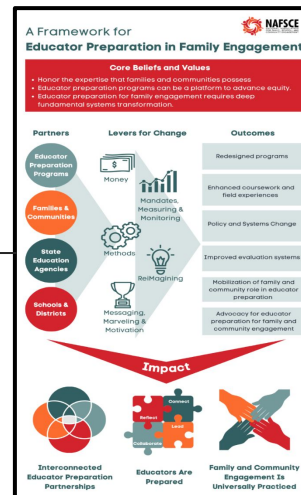 A Framework for
Educator Preparation in Family Engagement
NAFSCE
Core Beliefs and Values
• Honor the expertise that families and communities possess
• Educator preparation programs can be a platform to advance equity.
• Educator preparation for family engagement requires deep
fundamental systems transformation.
Partners
Levers for Change
Outcomes
Educator
Preparation
Programs
Families &
Communities
State
Education
Agencies
Schools &
Districts
$
Money
Mandates,
Measuring &
Monitoring
Methods
ReiMagining
Messaging,
Marveling &
Motivation
Redesigned programs
Enhanced coursework and
field experiences
Policy and Systems Change
Improved evaluation systems
Mobilization of family and
community role in educator
preparation
Advocacy for educator
preparation for family and
community engagement
Impact
Connect
Reflect
Lead
Collaborate
Interconnected
Educator Preparation
Partnerships
Educators Are
Prepared
Family and Community
Engagement Is
Universally Practiced